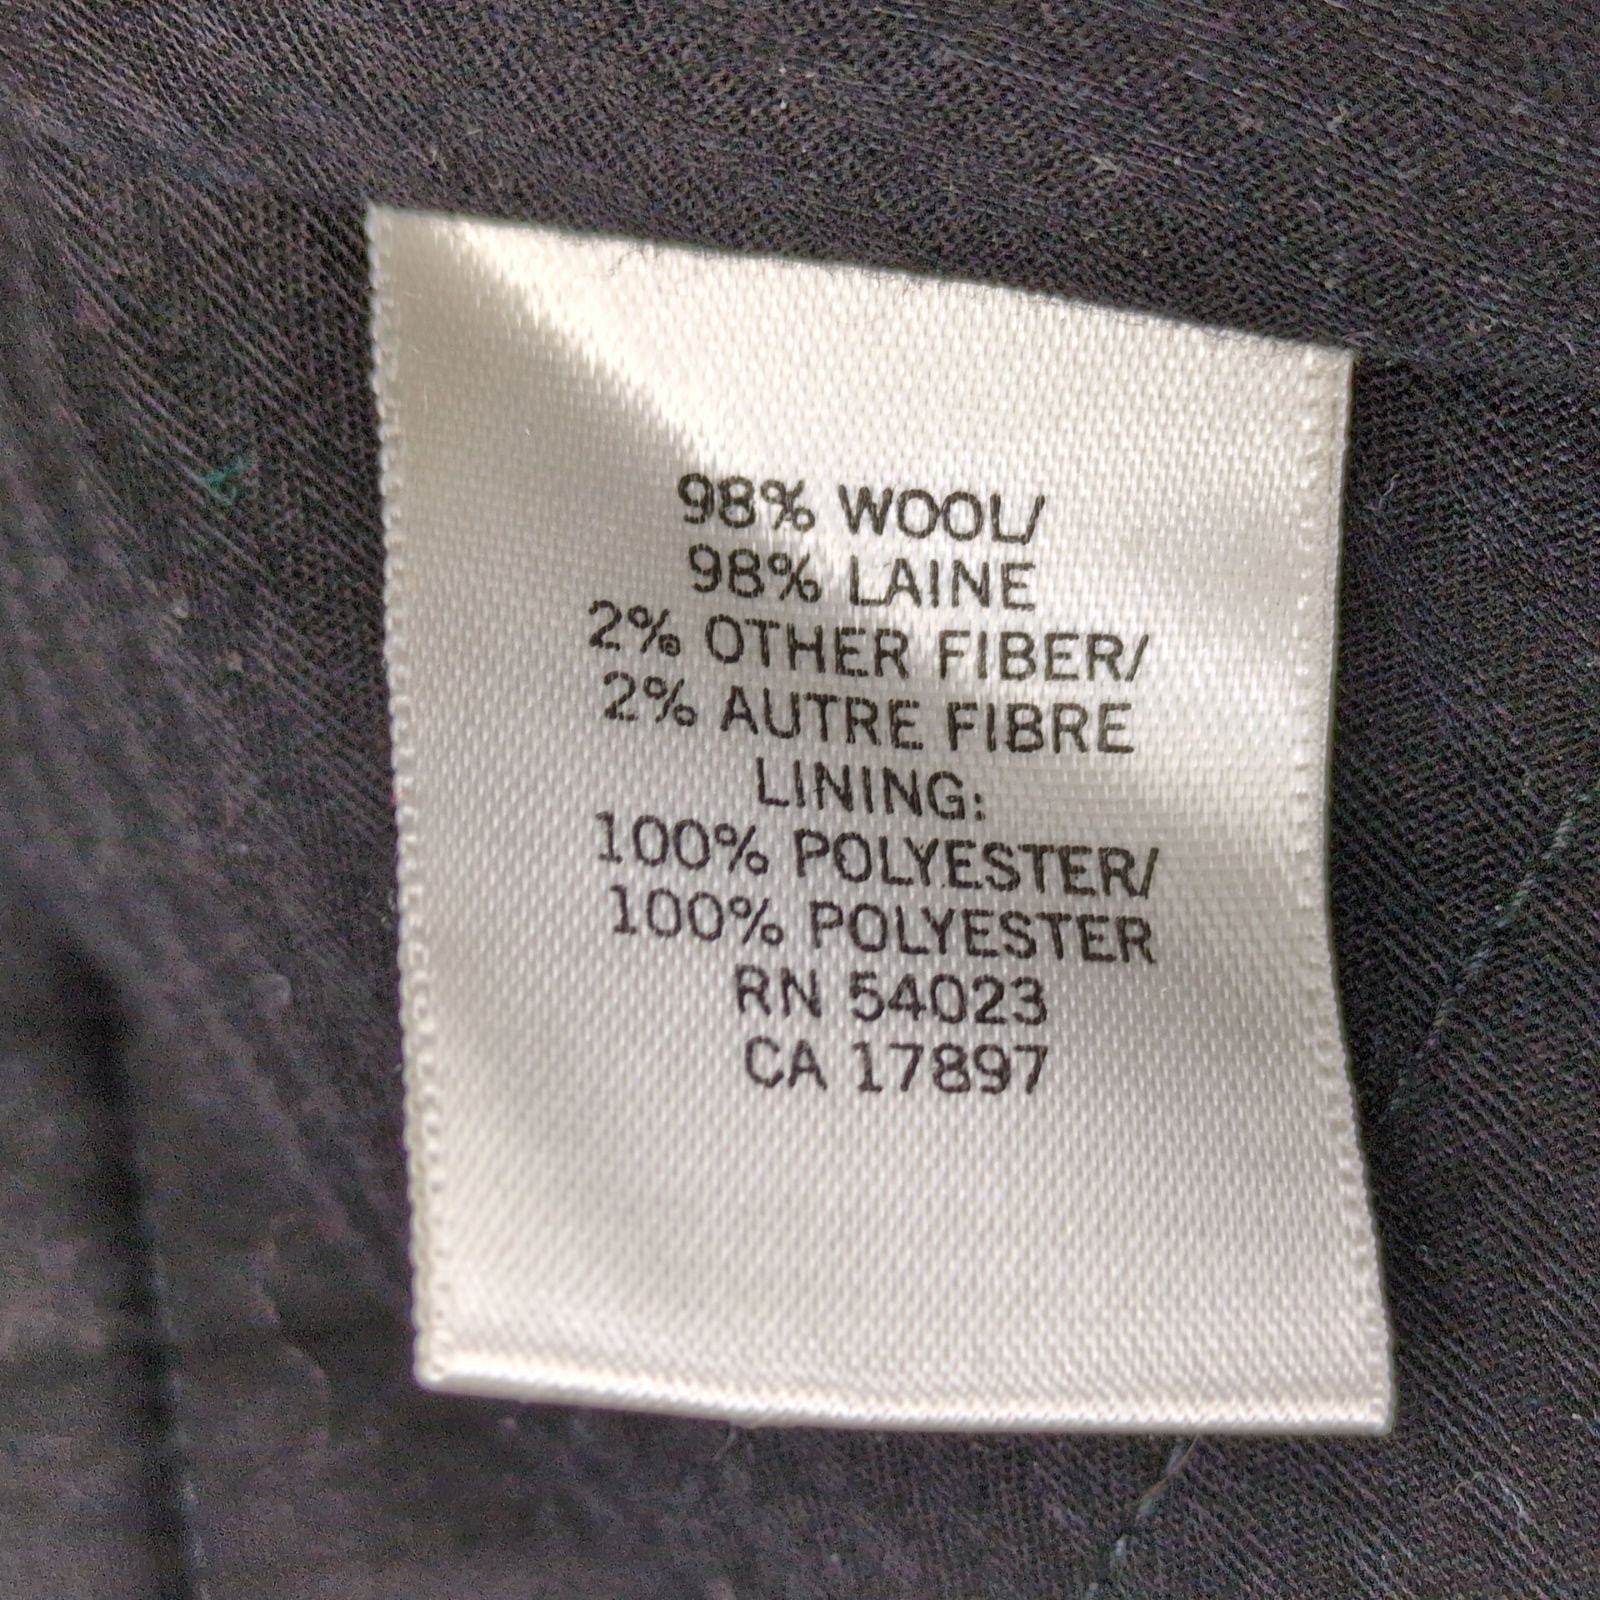 98% WOOL/
98% LAINE
2% OTHER FIBER/
2% AUTRE FIBRE
LINING:
100% POLYESTER/
100% POLYESTER
RN 54023
CA 17897